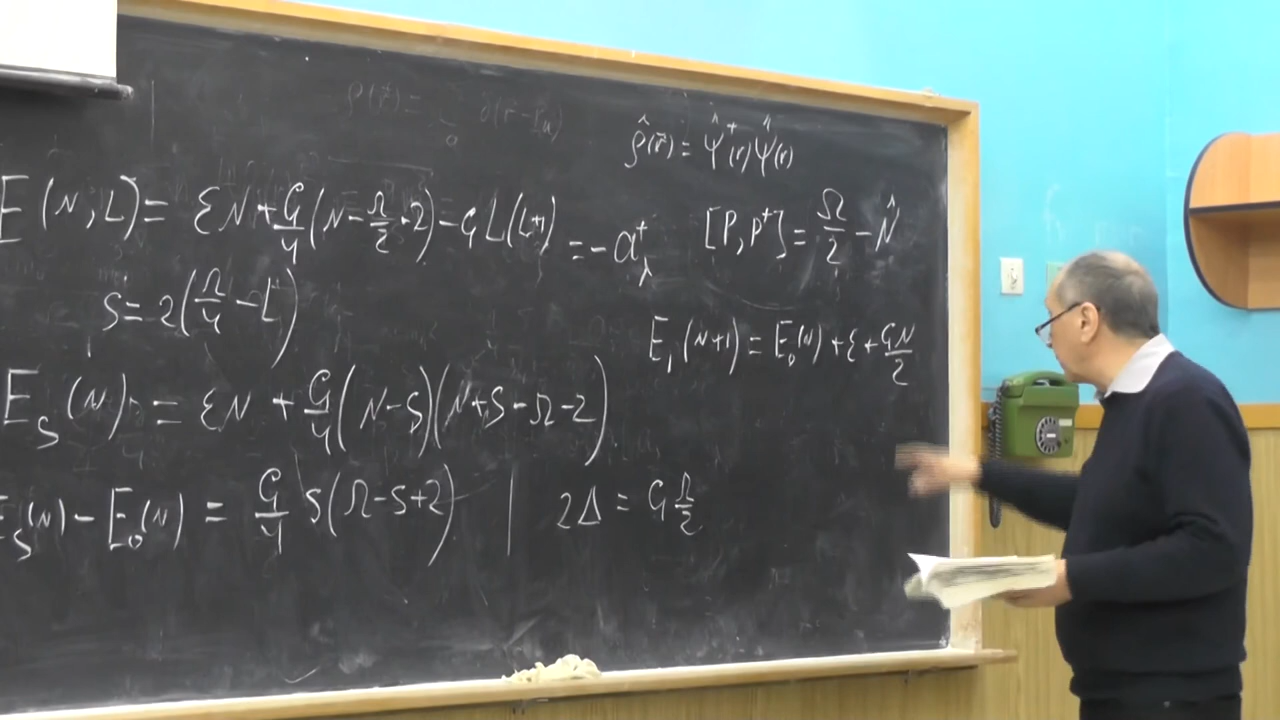 ρ̂(r⃗) = ψ̂⁺(r) ψ̂(r)
E(N, L) = εN + G/4 (N - Ω/2 · 2) - G L(L+1)
= - a⁺_λ
[P, P⁺] = Ω/2 - N̂
S = 2(Ω/4 - L)
E₁(N+1) = E₀(N) + ε + GN/2
E_S(N) = εN + G/4 (N-S)(N+S-Ω-2)
E_S(N) - E₀(N) = G/4 S(Ω-S+2) | 2Δ = G Ω/2